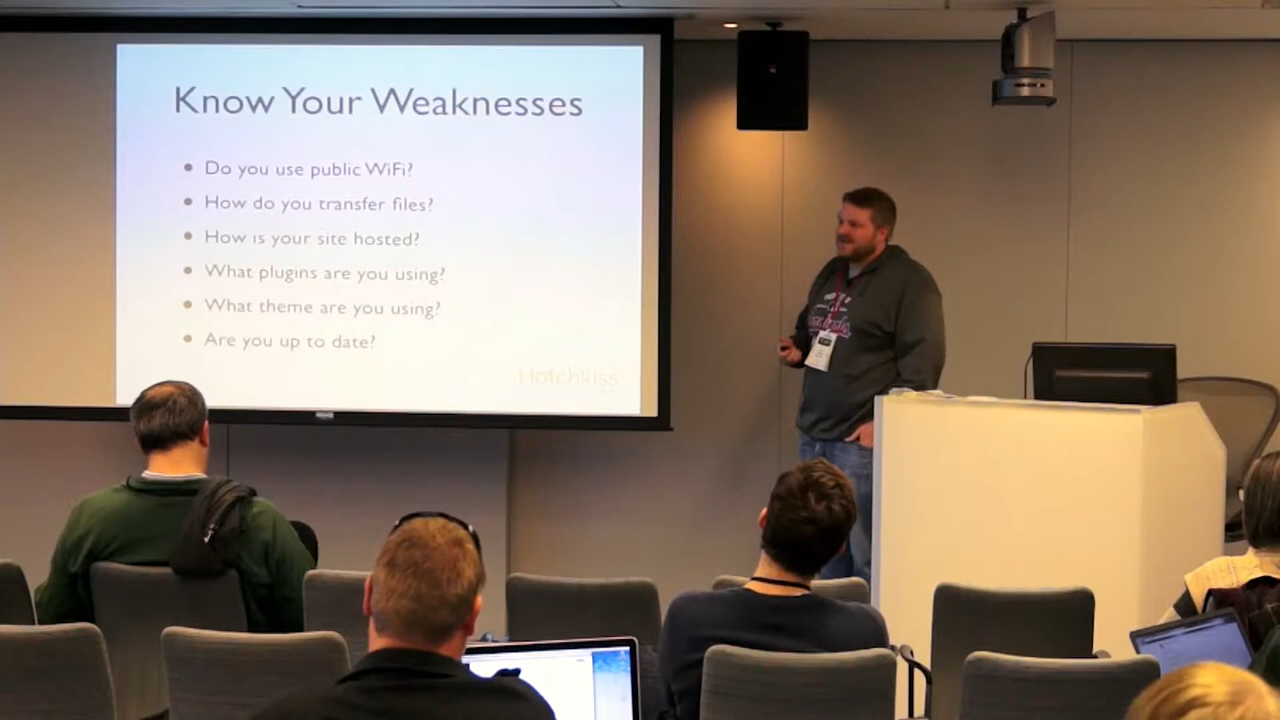 Know Your Weaknesses
Do you use public WiFi?
How do you transfer files?
How is your site hosted?
What plugins are you using?
What theme are you using?
Are you up to date?
Hotchkiss